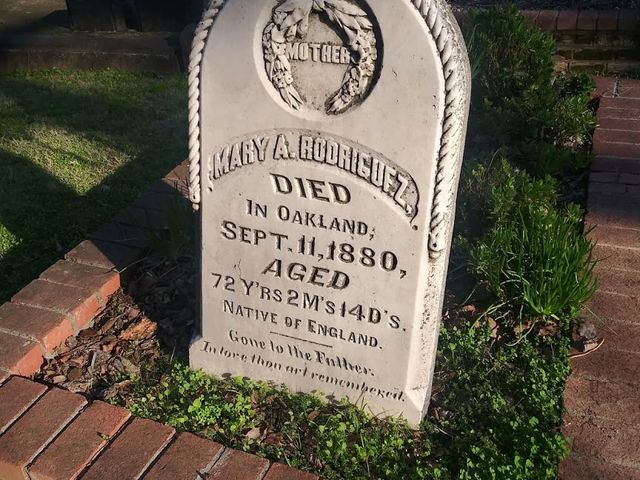 MOTHER
MARY A. RODRIGUEZ,
DIED
IN OAKLAND,
SEPT. 11, 1880,
AGED
72 Y'RS 2 M'S 14 D'S.
NATIVE OF ENGLAND.
Gone to the Father.
In love than art remembered.